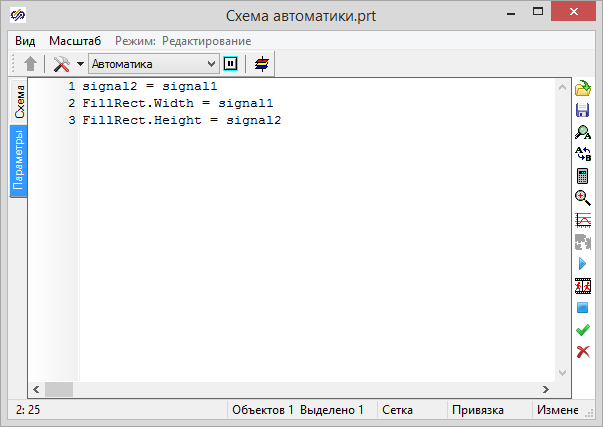 Схема автоматики.prt
Вид Масштаб Режим: Редактирование
Автоматика
Схема
Параметры
1 signal2 = signal1
2 FillRect.Width = signal1
3 FillRect.Height = signal2
2: 25 Объектов 1 Выделено 1 Сетка Привязка Измене